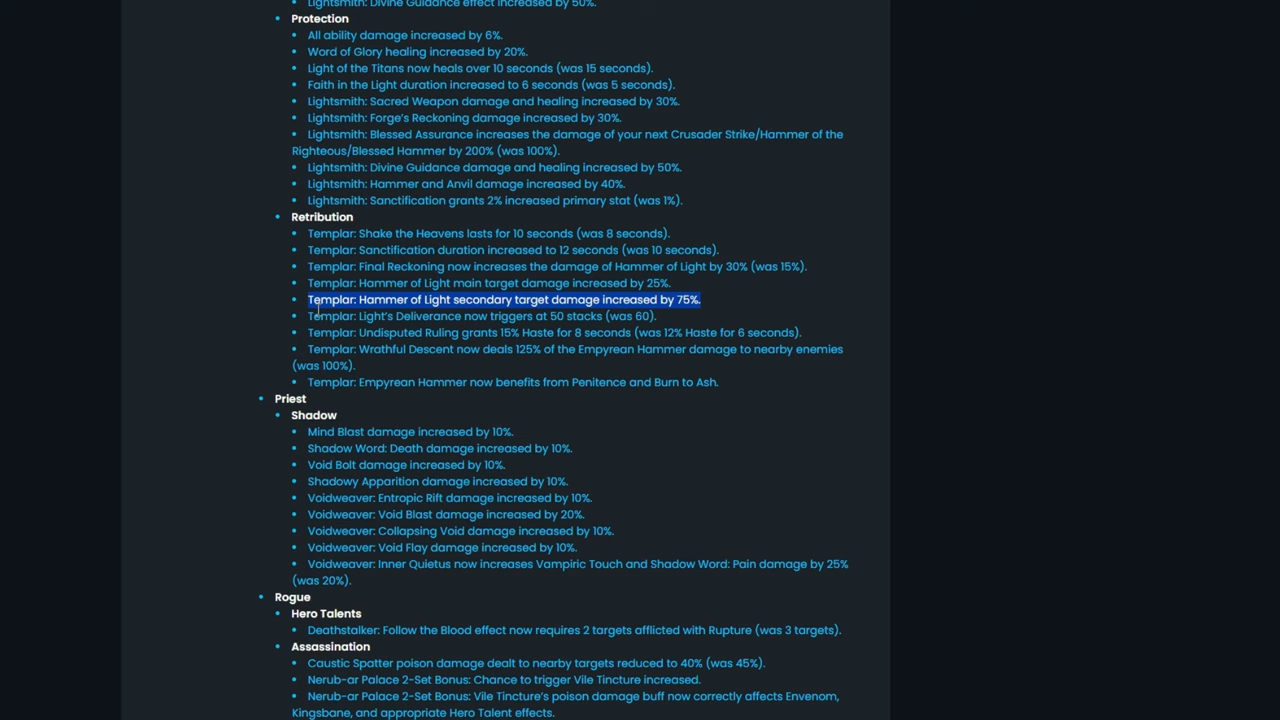 Lightsmith: Divine Guidance effect increased by 50%.
Protection
All ability damage increased by 6%.
Word of Glory healing increased by 20%.
Light of the Titans now heals over 10 seconds (was 15 seconds).
Faith in the Light duration increased to 6 seconds (was 5 seconds).
Lightsmith: Sacred Weapon damage and healing increased by 30%.
Lightsmith: Forge's Reckoning damage increased by 30%.
Lightsmith: Blessed Assurance increases the damage of your next Crusader Strike/Hammer of the
Righteous/Blessed Hammer by 200% (was 100%).
Lightsmith: Divine Guidance damage and healing increased by 50%.
Lightsmith: Hammer and Anvil damage increased by 40%.
Lightsmith: Sanctification grants 2% increased primary stat (was 1%).
Retribution
Templar: Shake the Heavens lasts for 10 seconds (was 8 seconds).
Templar: Sanctification duration increased to 12 seconds (was 10 seconds).
Templar: Final Reckoning now increases the damage of Hammer of Light by 30% (was 15%).
Templar: Hammer of Light main target damage increased by 25%.
Templar: Hammer of Light secondary target damage increased by 75%.
Templar: Light's Deliverance now triggers at 50 stacks (was 60).
Templar: Undisputed Ruling grants 15% Haste for 8 seconds (was 12% Haste for 6 seconds).
Templar: Wrathful Descent now deals 125% of the Empyrean Hammer damage to nearby enemies
(was 100%).
Templar: Empyrean Hammer now benefits from Penitence and Burn to Ash.
Priest
Shadow
Mind Blast damage increased by 10%.
Shadow Word: Death damage increased by 10%.
Void Bolt damage increased by 10%.
Shadowy Apparition damage increased by 10%.
Voidweaver: Entropic Rift damage increased by 10%.
Voidweaver: Void Blast damage increased by 20%.
Voidweaver: Collapsing Void damage increased by 10%.
Voidweaver: Void Flay damage increased by 10%.
Voidweaver: Inner Quietus now increases Vampiric Touch and Shadow Word: Pain damage by 25%
(was 20%).
Rogue
Hero Talents
Deathstalker: Follow the Blood effect now requires 2 targets afflicted with Rupture (was 3 targets).
Assassination
Caustic Spatter poison damage dealt to nearby targets reduced to 40% (was 45%).
Nerub-ar Palace 2-Set Bonus: Chance to trigger Vile Tincture increased.
Nerub-ar Palace 2-Set Bonus: Vile Tincture's poison damage buff now correctly affects Envenom,
Kingsbane, and appropriate Hero Talent effects.